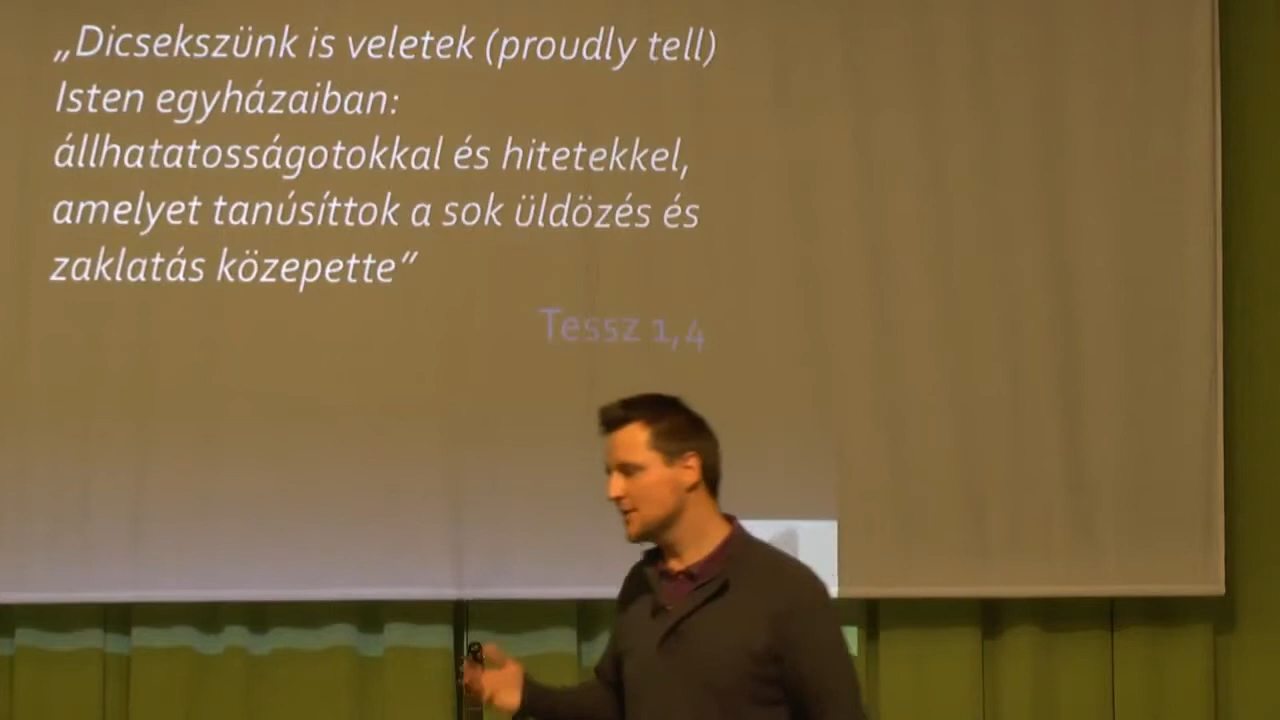 „Dicsekszünk is veletek (proudly tell)
Isten egyházaiban:
állhatatosságotokkal és hitetekkel,
amelyet tanúsíttok a sok üldözés és
zaklatás közepette“
Tessz 1,4